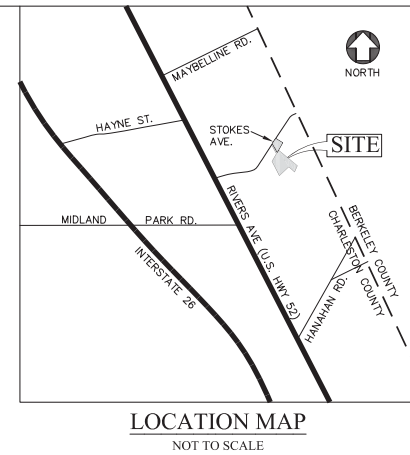 MAYBELLINE RD.
NORTH
HAYNE ST.
STOKES
AVE.
SITE
MIDLAND PARK RD.
RIVERS AVE (U.S. HWY 52)
INTERSTATE 26
BERKELEY COUNTY
CHARLESTON COUNTY
HANAHAN RD.
LOCATION MAP
NOT TO SCALE